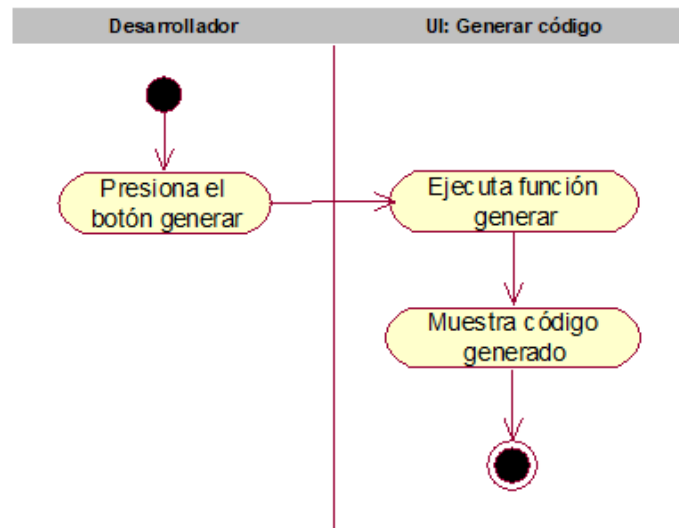 Desarrollador
UI: Generar código
Presiona el
botón generar
Ejecuta función
generar
Muestra código
generado